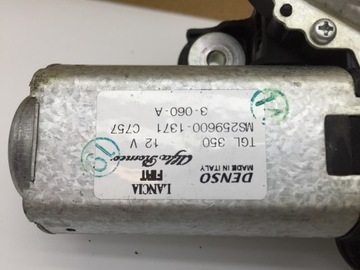 LANCIA
FIAT
Alfa Romeo
DENSO
MADE IN ITALY
TGL 350 12 V
MS259600-1371 C757
3-060-A